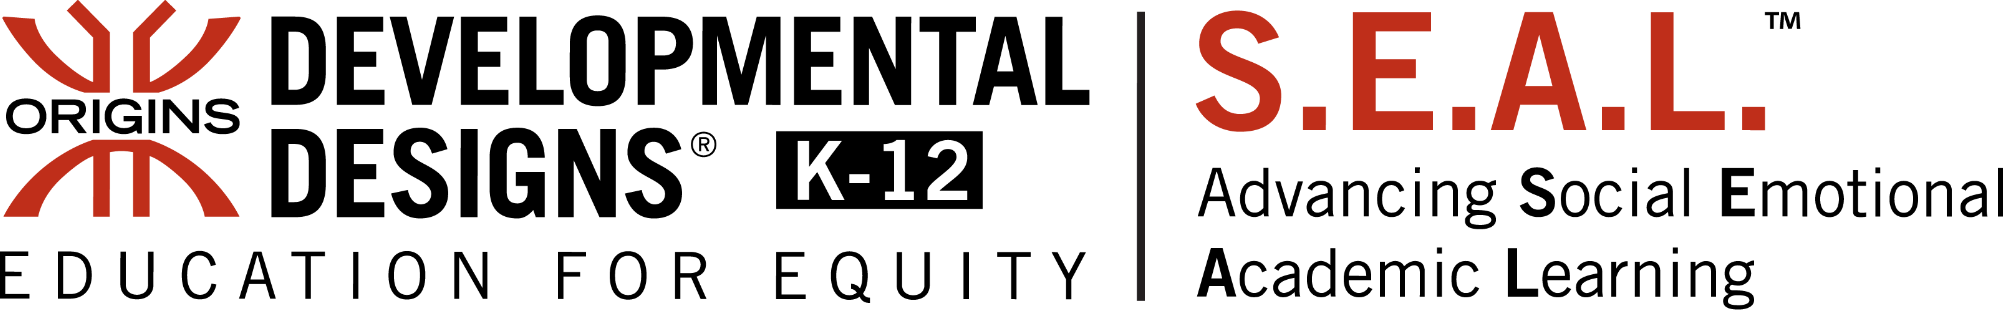 ORIGINS
DEVELOPMENTAL
DESIGNS® K-12
EDUCATION FOR EQUITY
S.E.A.L.™
Advancing Social Emotional
Academic Learning